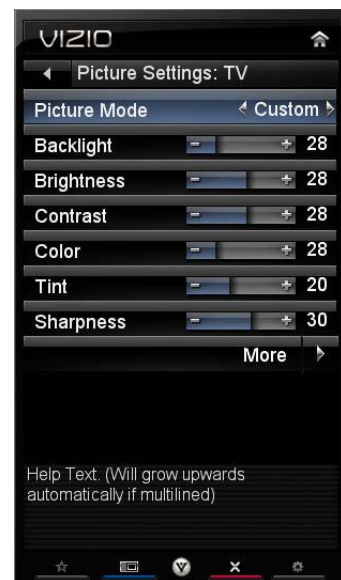 VIZIO
Picture Settings: TV
Picture Mode Custom
Backlight - + 28
Brightness - + 28
Contrast - + 28
Color - + 28
Tint - + 20
Sharpness - + 30
More
Help Text. (Will grow upwards
automatically if multilined)
V